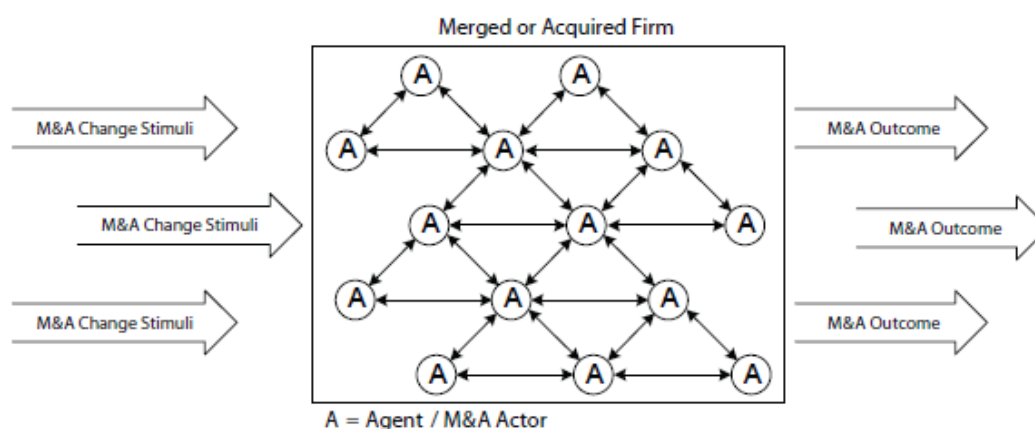 Merged or Acquired Firm
A A
M&A Change Stimuli
M&A Outcome
A A A
M&A Change Stimuli
A A A
M&A Outcome
M&A Change Stimuli
A A A
M&A Outcome
A A A
A = Agent / M&A Actor